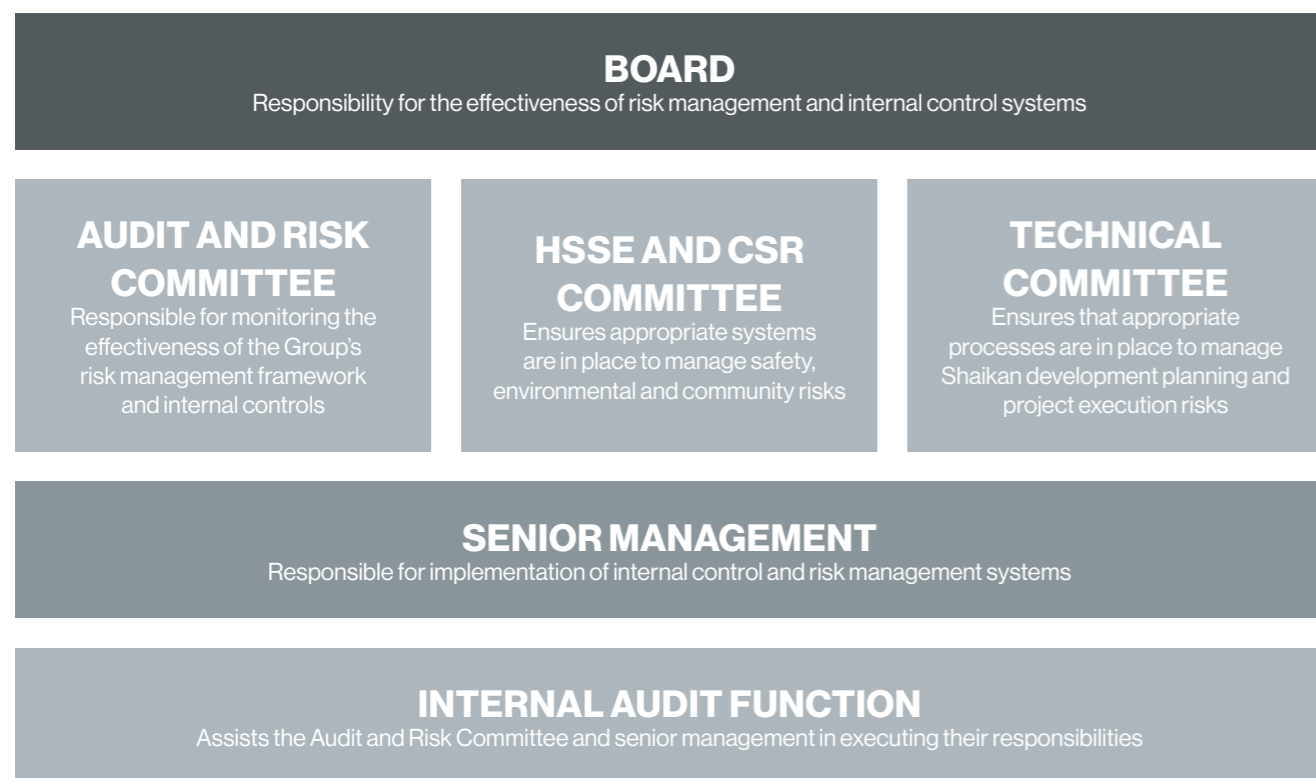 BOARD
Responsibility for the effectiveness of risk management and internal control systems
AUDIT AND RISK
COMMITTEE
Responsible for monitoring the
effectiveness of the Group’s
risk management framework
and internal controls
HSSE AND CSR
COMMITTEE
Ensures appropriate systems
are in place to manage safety,
environmental and community risks
TECHNICAL
COMMITTEE
Ensures that appropriate
processes are in place to manage
Shaikan development planning and
project execution risks
SENIOR MANAGEMENT
Responsible for implementation of internal control and risk management systems
INTERNAL AUDIT FUNCTION
Assists the Audit and Risk Committee and senior management in executing their responsibilities